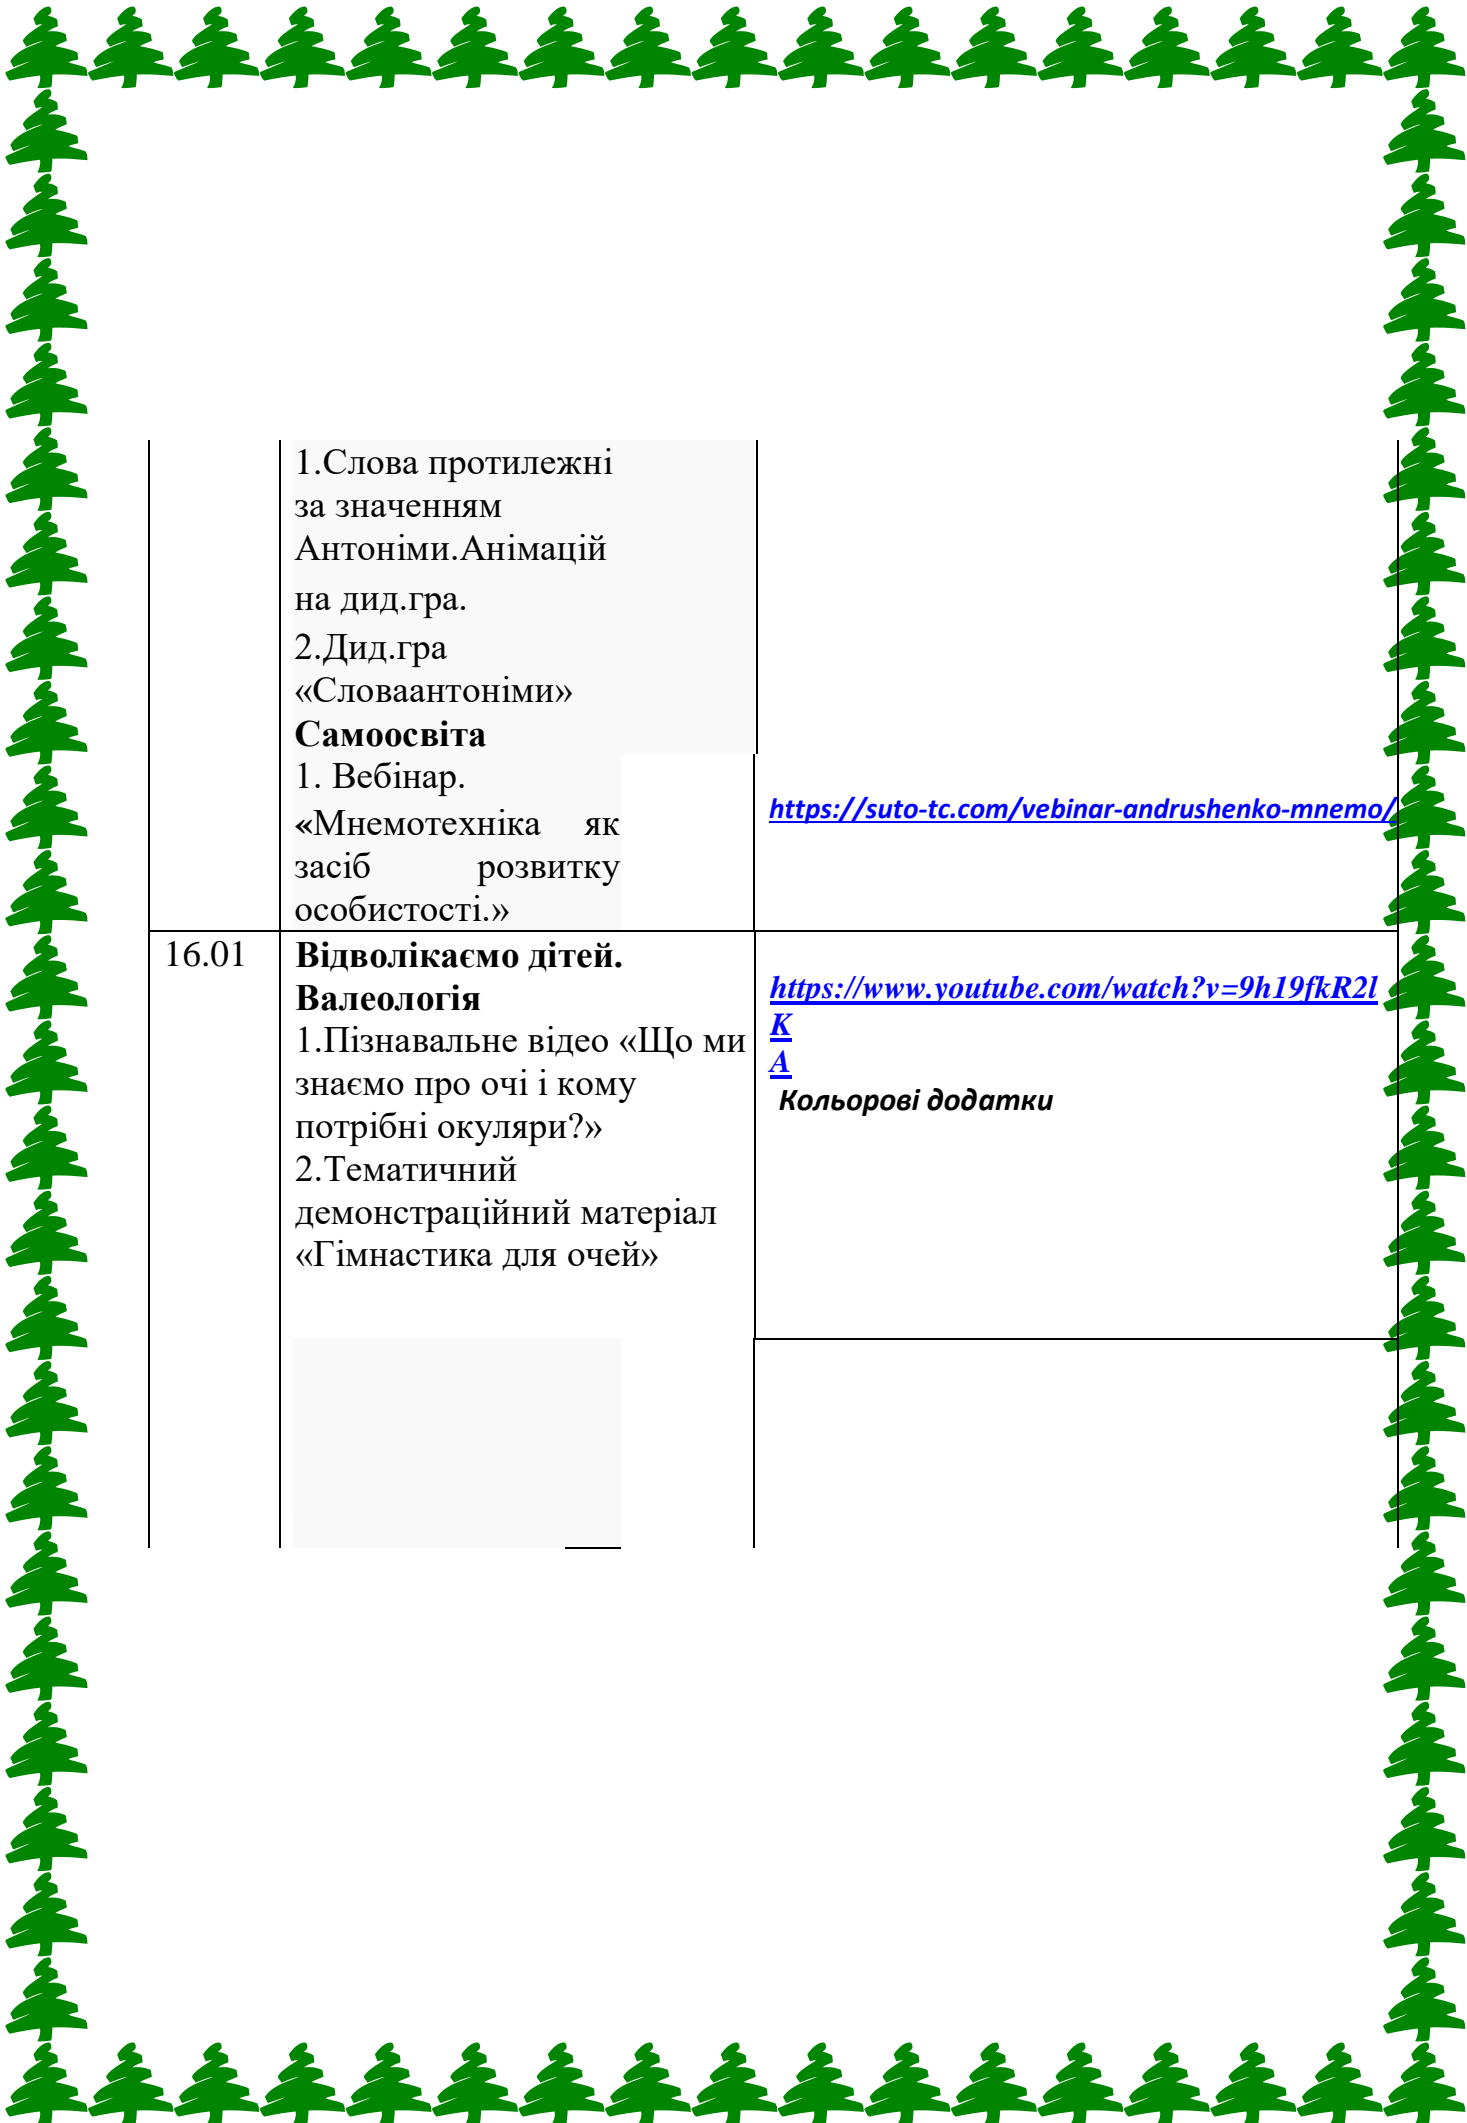 1.Слова протилежні
за значенням
Антоніми.Анімацій
на дид.гра.
2.Дид.гра
«Словаантоніми»
Самоосвіта
1. Вебінар.
«Мнемотехніка як
засіб розвитку
особистості.»
https://suto-tc.com/vebinar-andrushenko-mnemo/
16.01
Відволікаємо дітей.
Валеологія
1.Пізнавальне відео «Що ми
знаємо про очі і кому
потрібні окуляри?»
2.Тематичний
демонстраційний матеріал
«Гімнастика для очей»
https://www.youtube.com/watch?v=9h19fkR2l
K
A
Кольорові додатки